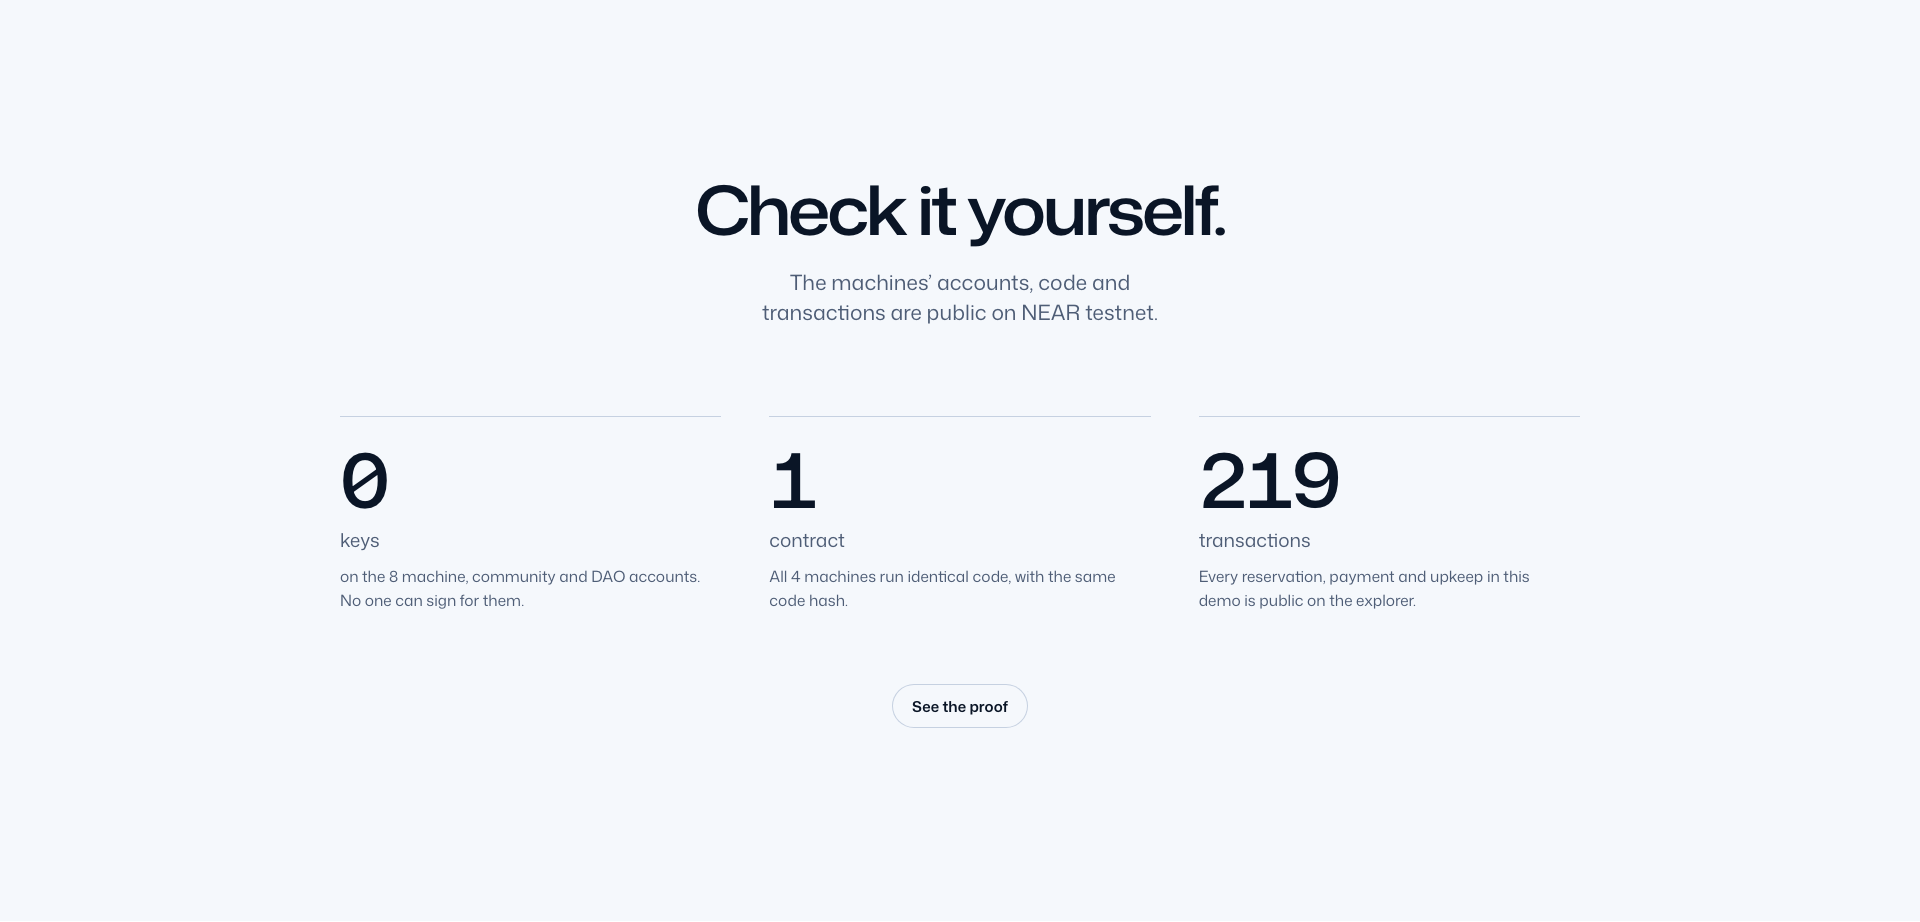 Check it yourself.
The machines’ accounts, code and
transactions are public on NEAR testnet.
0
keys
on the 8 machine, community and DAO accounts.
No one can sign for them.
1
contract
All 4 machines run identical code, with the same
code hash.
219
transactions
Every reservation, payment and upkeep in this
demo is public on the explorer.
See the proof